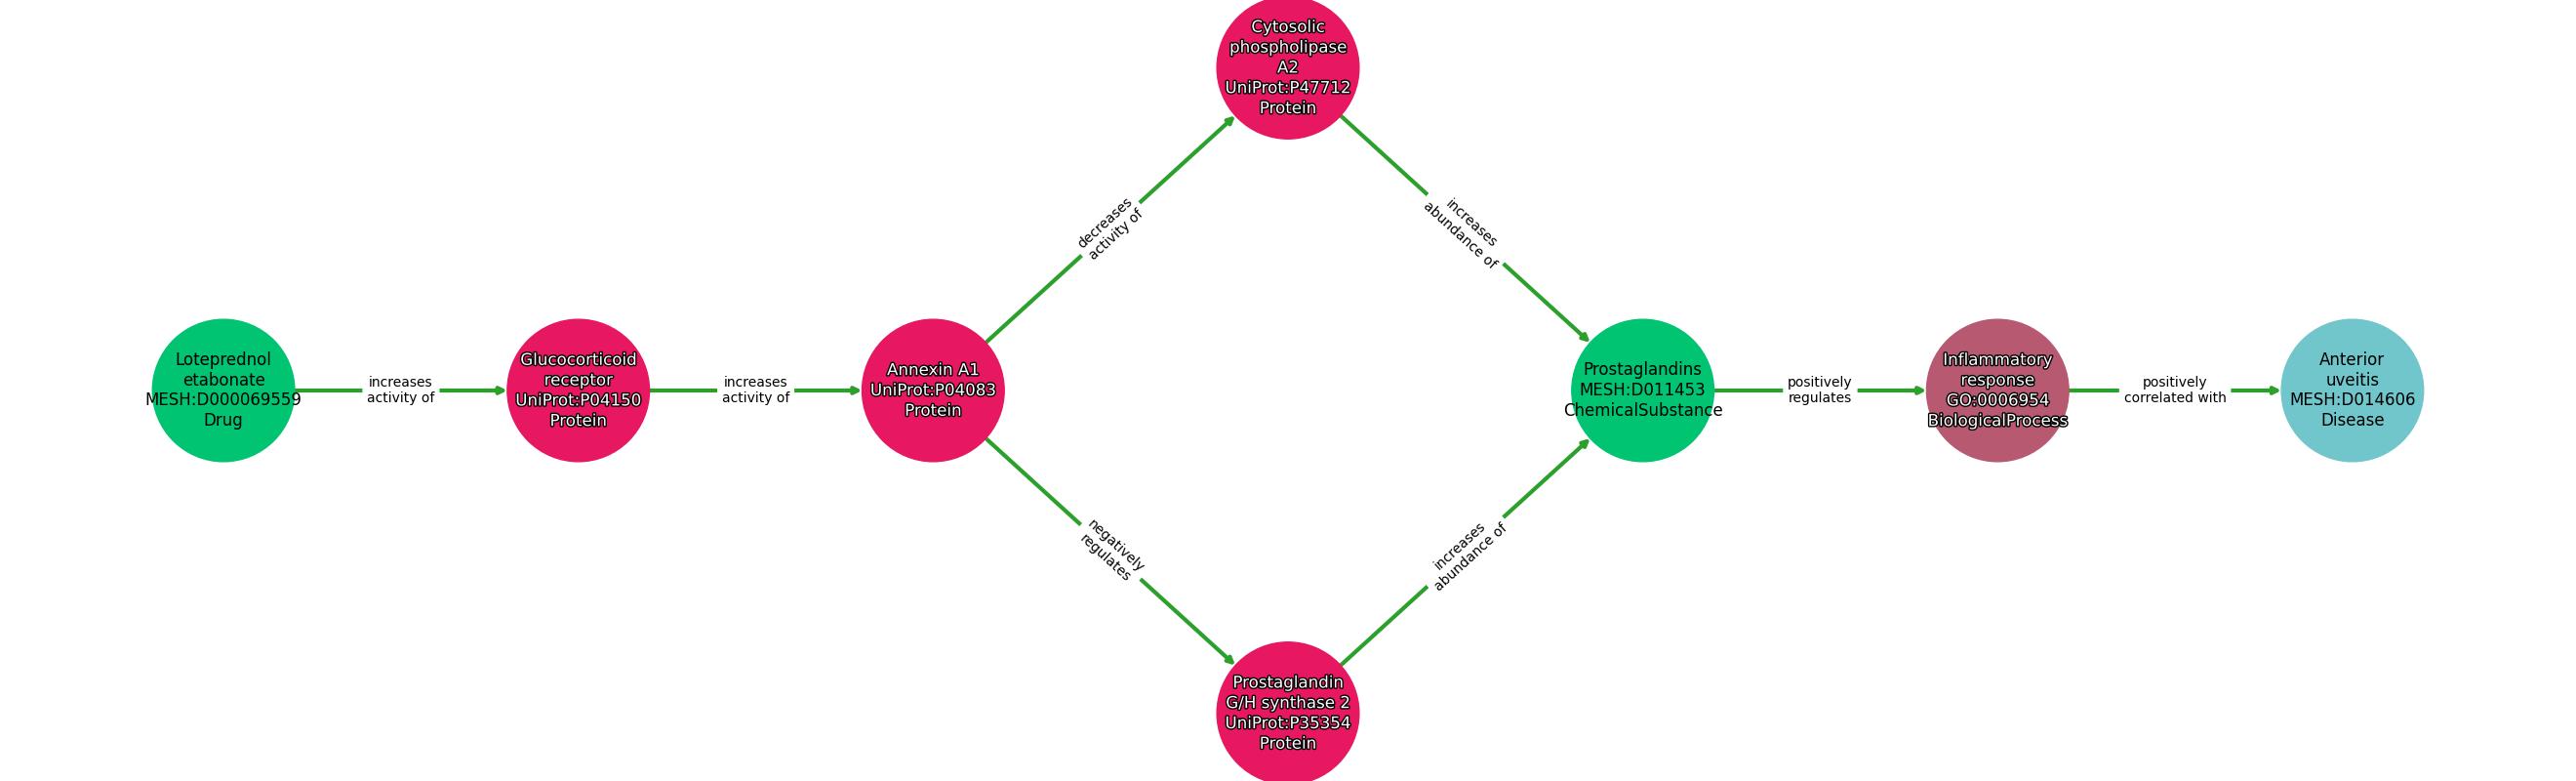 Cytosolic
phospholipase
A2
UniProt:P47712
Protein
decreases
activity of
increases
abundance of
Loteprednol
etabonate
MESH:D000069559
Drug
increases
activity of
Glucocorticoid
receptor
UniProt:P04150
Protein
increases
activity of
Annexin A1
UniProt:P04083
Protein
Prostaglandins
MESH:D011453
ChemicalSubstance
positively
regulates
Inflammatory
response
GO:0006954
BiologicalProcess
positively
correlated with
Anterior
uveitis
MESH:D014606
Disease
negatively
regulates
increases
abundance of
Prostaglandin
G/H synthase 2
UniProt:P35354
Protein